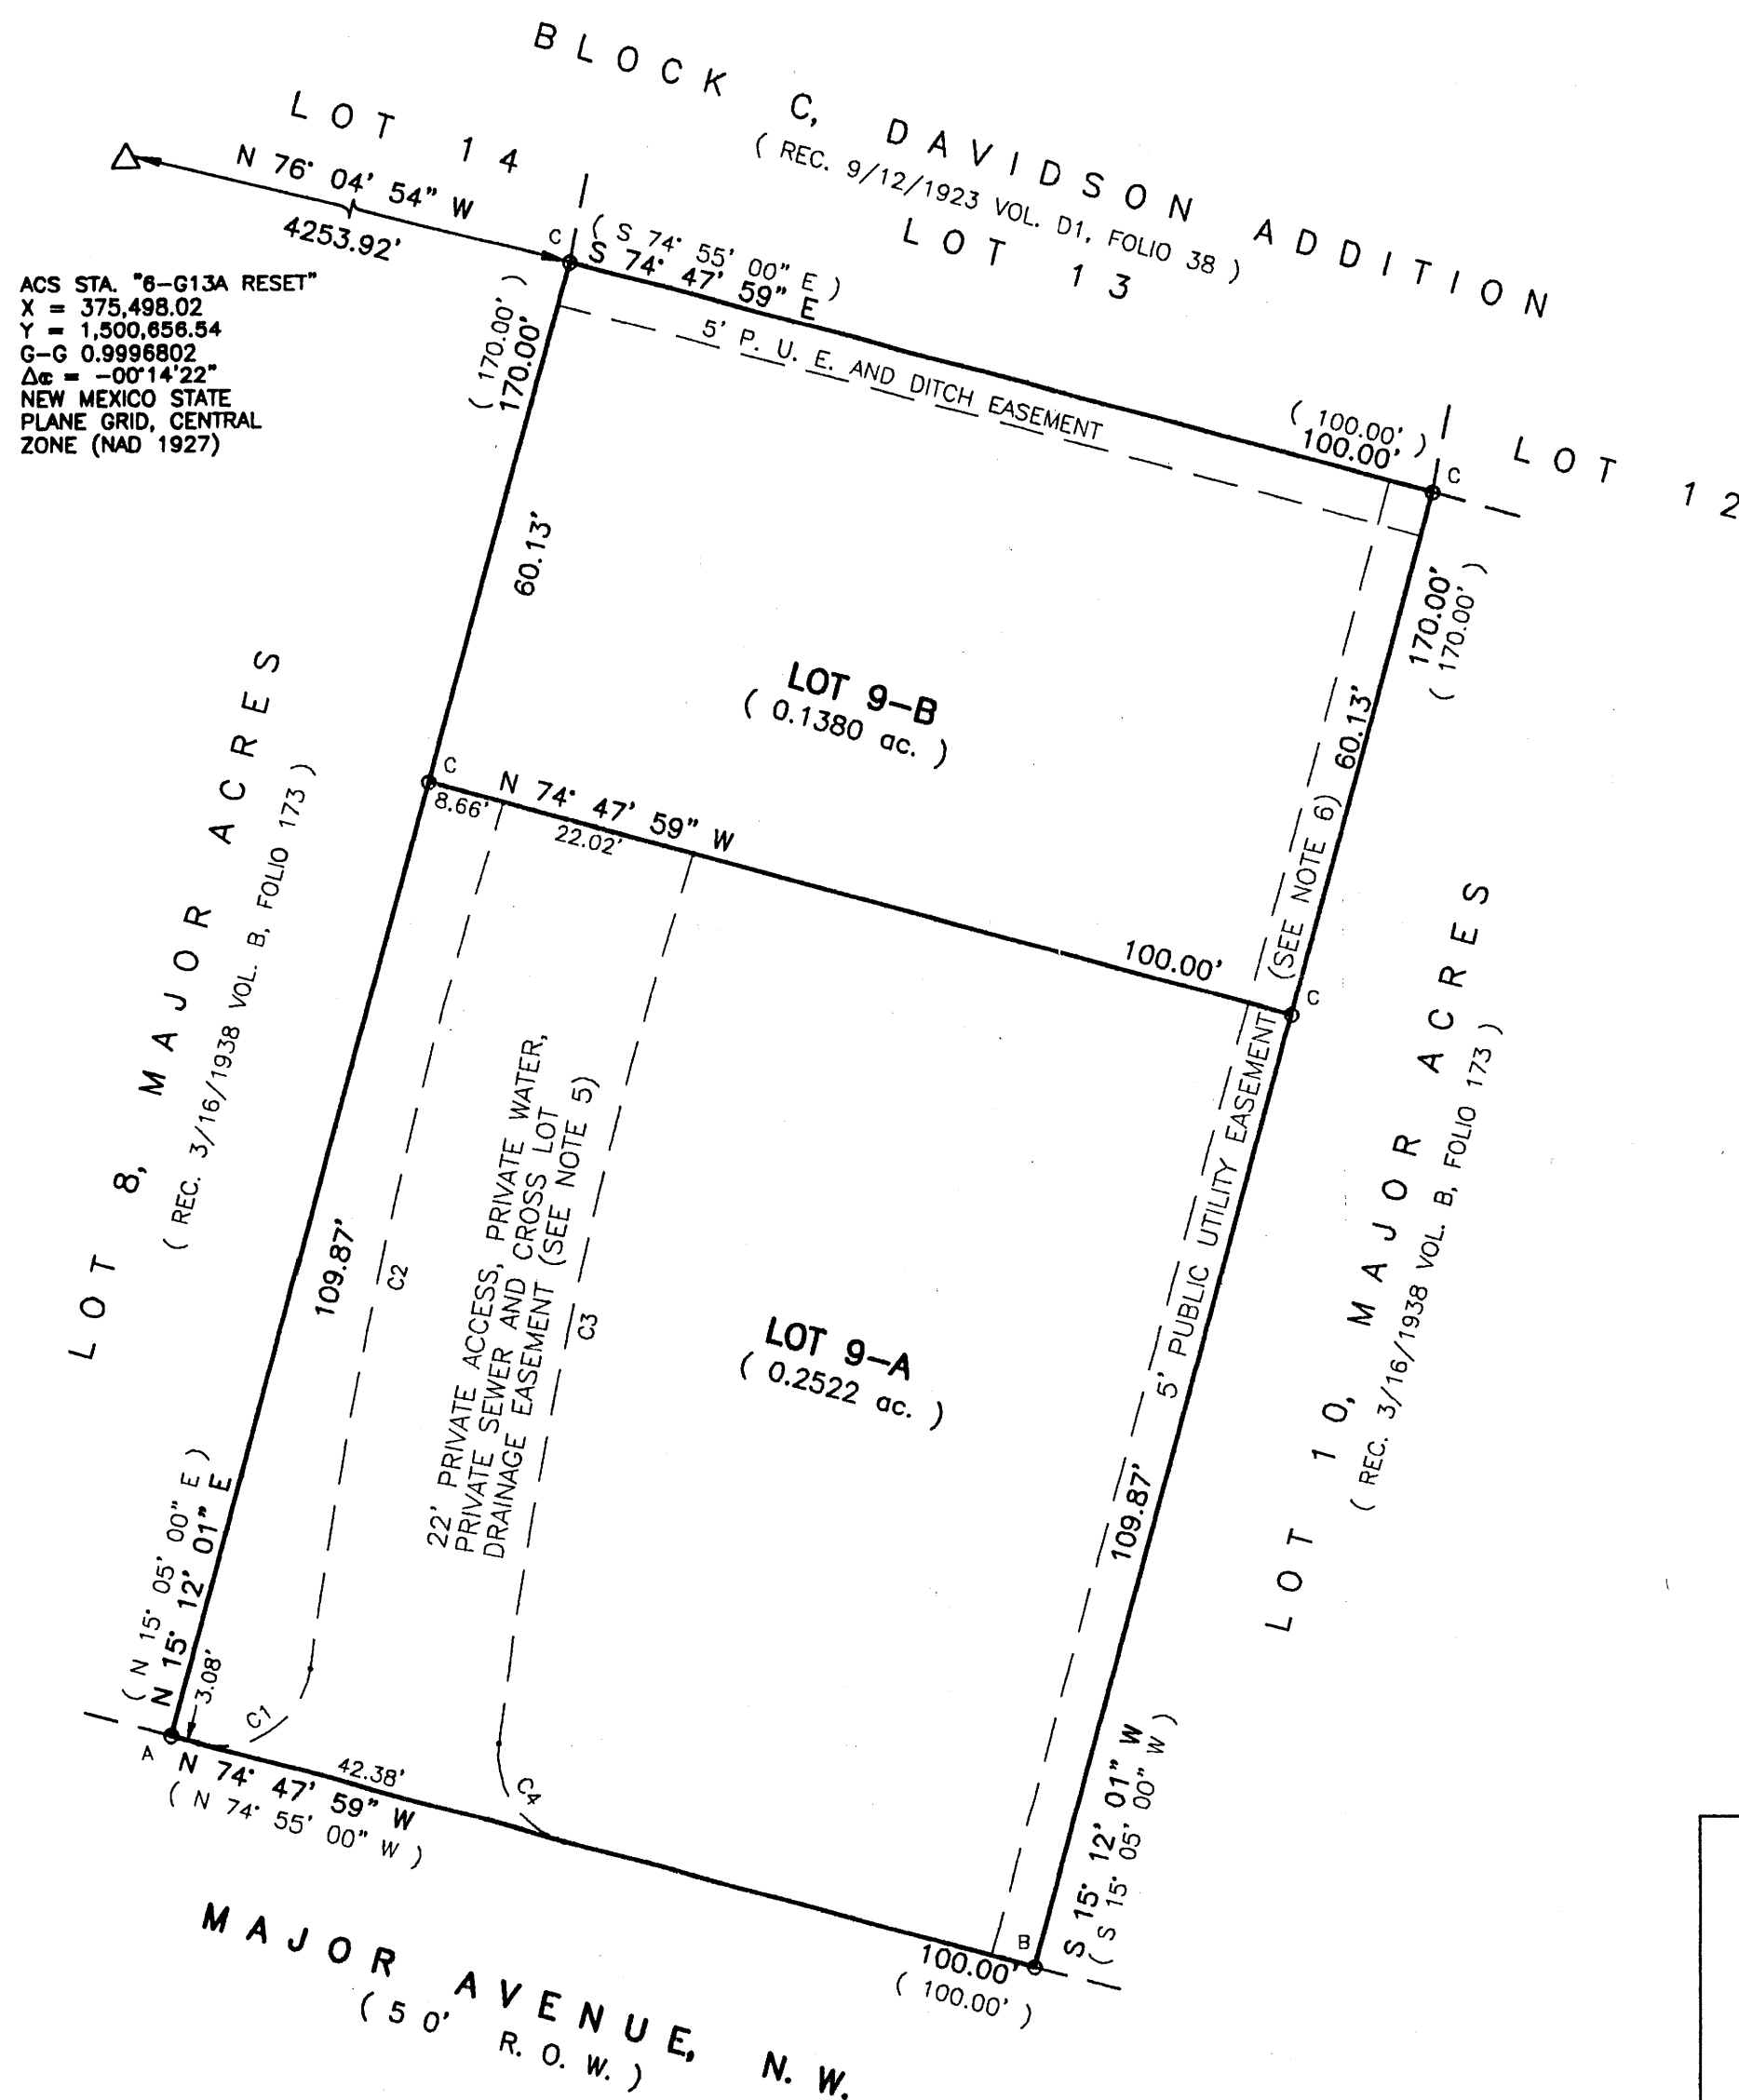 BLOCK C, DAVIDSON ADDITION
( REC. 9/12/1923 VOL. D1, FOLIO 38 )
LOT 14
LOT 13
LOT 12
N 76° 04' 54" W
4253.92'
ACS STA. "6-G13A RESET"
X = 375,498.02
Y = 1,500,656.54
G-G 0.9996802
Δα = -00°14'22"
NEW MEXICO STATE
PLANE GRID, CENTRAL
ZONE (NAD 1927)
C
( S 74° 55' 00" E )
S 74° 47' 59" E
5' P. U. E. AND DITCH EASEMENT
( 100.00' )
100.00'
C
( 170.00' )
170.00'
60.13'
170.00'
( 170.00' )
60.13'
LOT 9-B
( 0.1380 ac. )
C
N 74° 47' 59" W
8.66'
22.02'
100.00'
C
(SEE NOTE 6)
5' PUBLIC UTILITY EASEMENT
LOT 8, MAJOR ACRES
( REC. 3/16/1938 VOL. B, FOLIO 173 )
109.87'
C2
22' PRIVATE ACCESS, PRIVATE WATER,
PRIVATE SEWER AND CROSS LOT
DRAINAGE EASEMENT (SEE NOTE 5)
C3
LOT 9-A
( 0.2522 ac. )
109.87'
LOT 10, MAJOR ACRES
( REC. 3/16/1938 VOL. B, FOLIO 173 )
( N 15° 05' 00" E )
N 15° 12' 01" E
3.08'
C1
C4
A
42.38'
N 74° 47' 59" W
( N 74° 55' 00" W )
S 15° 12' 01" W
( S 15° 05' 00" W )
B
100.00'
( 100.00' )
MAJOR AVENUE, N. W.
( 50' R. O. W. )